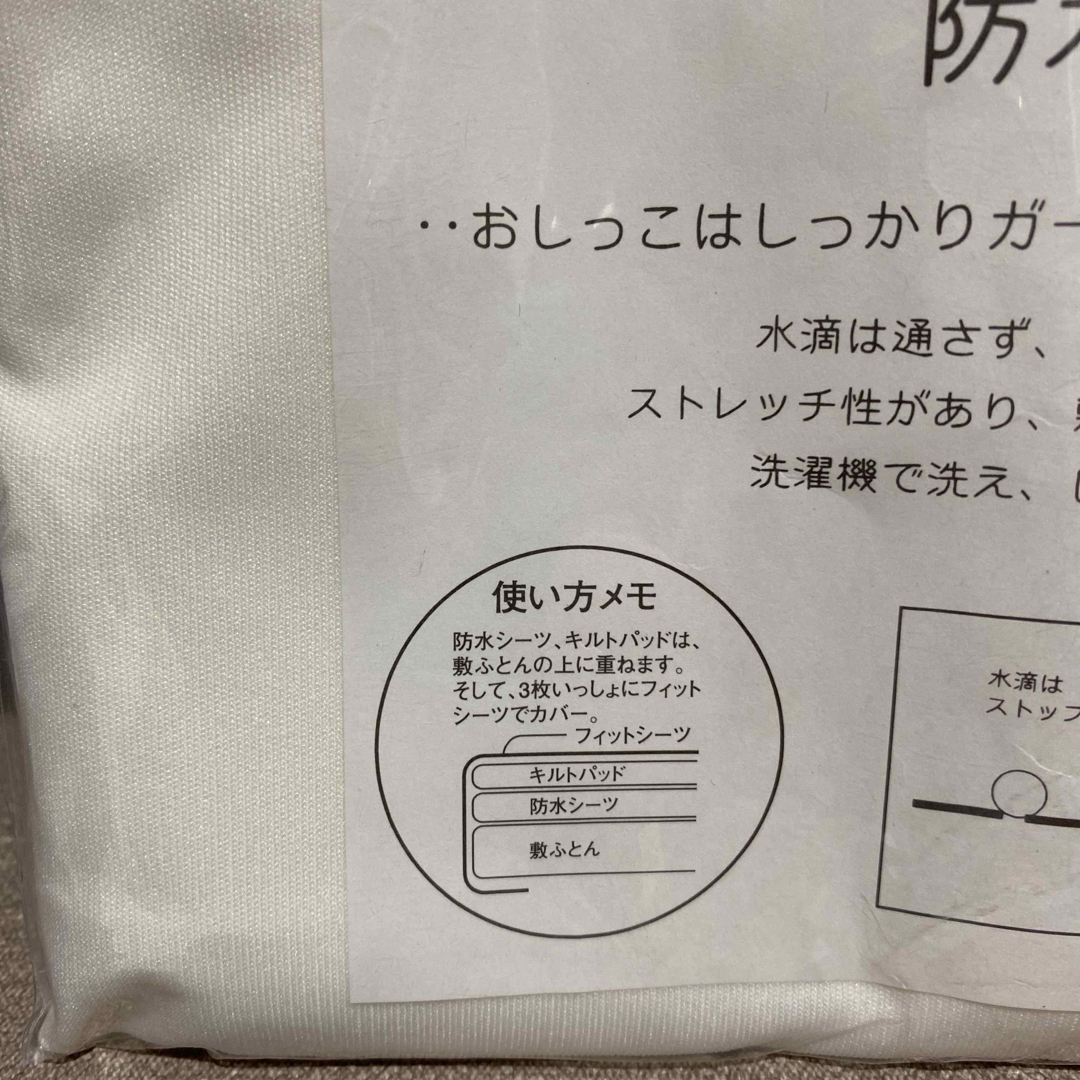 防
‥おしっこはしっかりガー
水滴は通さず、
ストレッチ性があり、
洗濯機で洗え、
使い方メモ
防水シーツ、キルトパッドは、
敷ふとんの上に重ねます。
そして、3枚いっしょにフィット
シーツでカバー。
フィットシーツ
キルトパッド
防水シーツ
敷ふとん
水滴は
ストップ